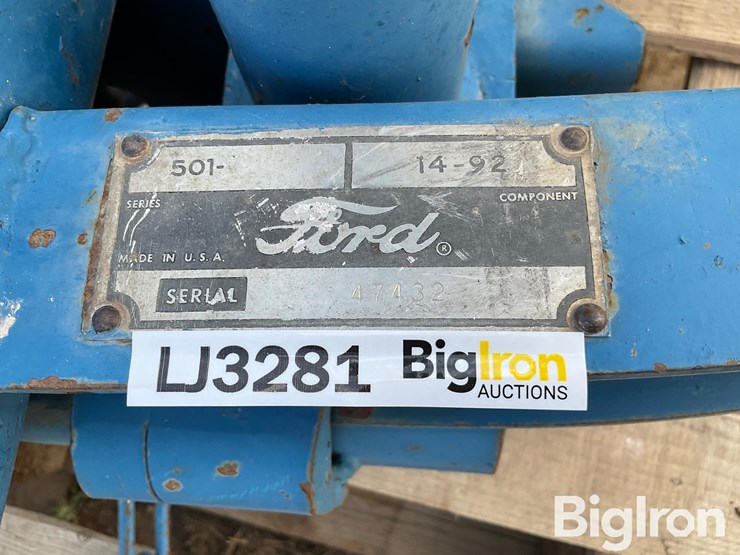 501- 14-92
SERIES COMPONENT
Ford ®
MADE IN U.S.A.
SERIAL 47432
LJ3281 BigIron
AUCTIONS
BigIron